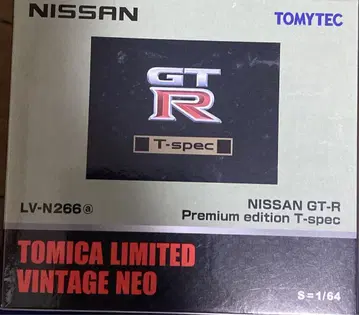 NISSAN
TOMYTEC
GT
R
T-spec
LV-N266ⓐ
NISSAN GT-R
Premium edition T-spec
TOMICA LIMITED
VINTAGE NEO
S=1/64